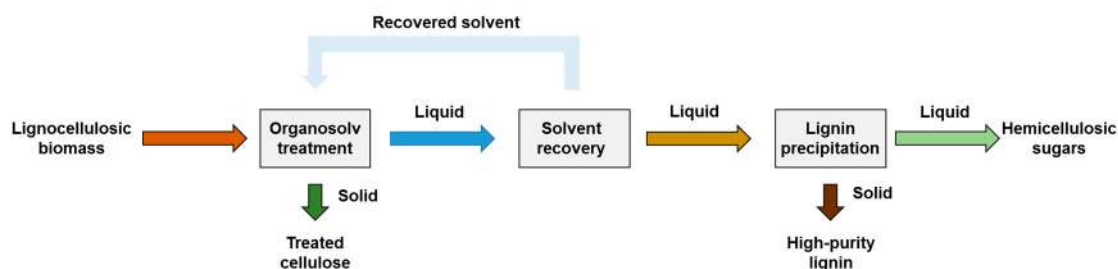 Recovered solvent
Lignocellulosic
biomass
Organosolv
treatment
Liquid
Solvent
recovery
Liquid
Lignin
precipitation
Liquid
Hemicellulosic
sugars
Solid
Treated
cellulose
Solid
High-purity
lignin